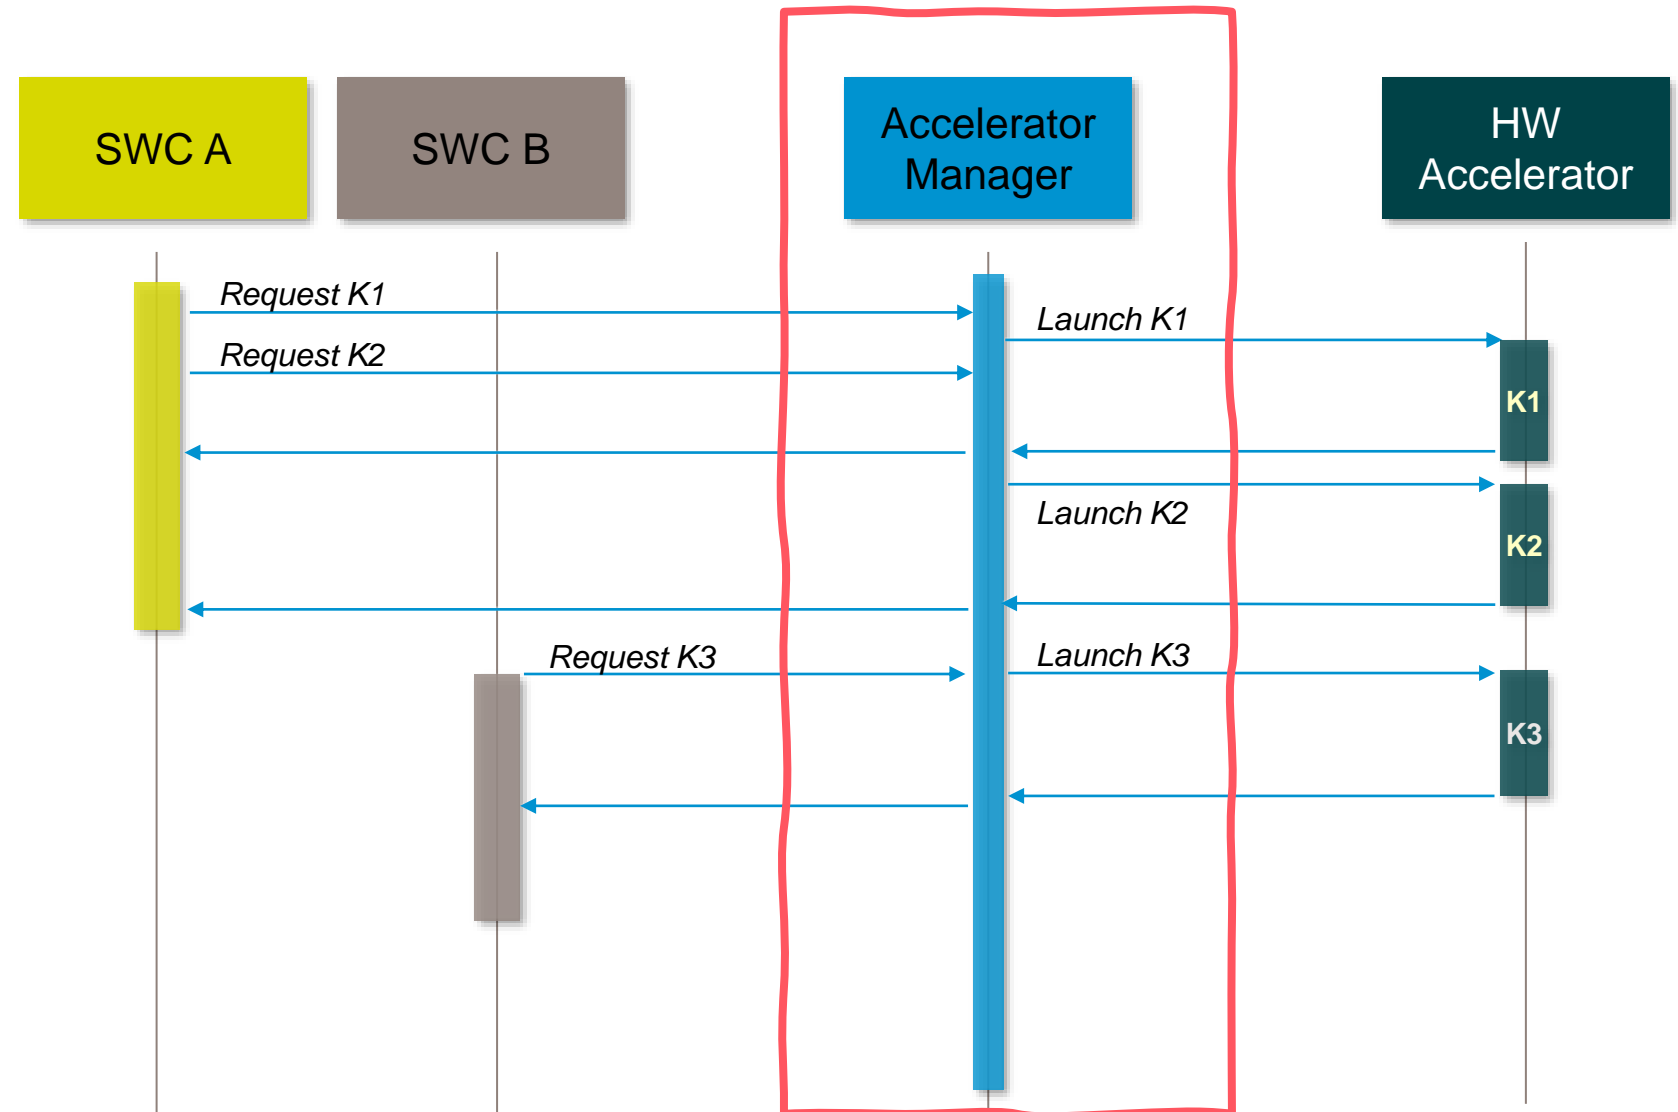 SWC A
SWC B
Accelerator
Manager
HW
Accelerator
Request K1
Launch K1
Request K2
K1
Launch K2
K2
Request K3
Launch K3
K3